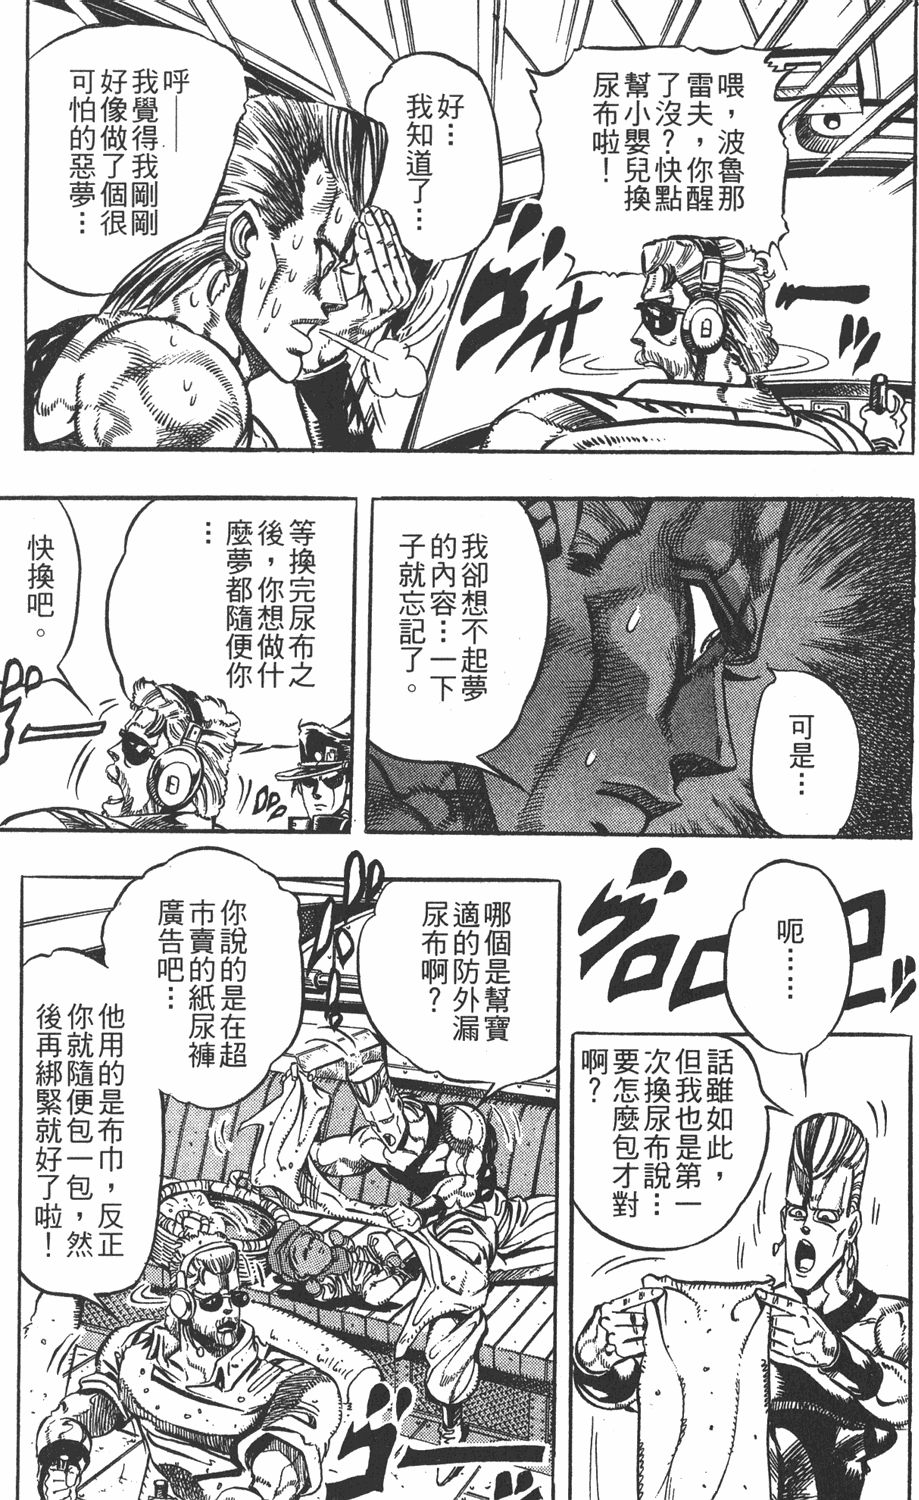 喂，波魯那
雷夫，你醒
了沒？快點
幫小嬰兒換
尿布啦！
好…
我知道了…
呼——
我覺得我剛剛
好像做了個很
可怕的惡夢…
可是…
我卻想不起夢
的內容…一下
子就忘記了。
等換完尿布之
後，你想做什
麼夢都隨便你
…
快換吧。
呃……
話雖如此，
但我也是第一
次換尿布說…
要怎麼包才對
啊？
哪個是幫寶
適的防外漏
尿布啊？
你說的是在超
市賣的紙尿褲
廣告吧…
他用的是布巾，反正
你就隨便包一包，然
後再綁緊就好了啦！